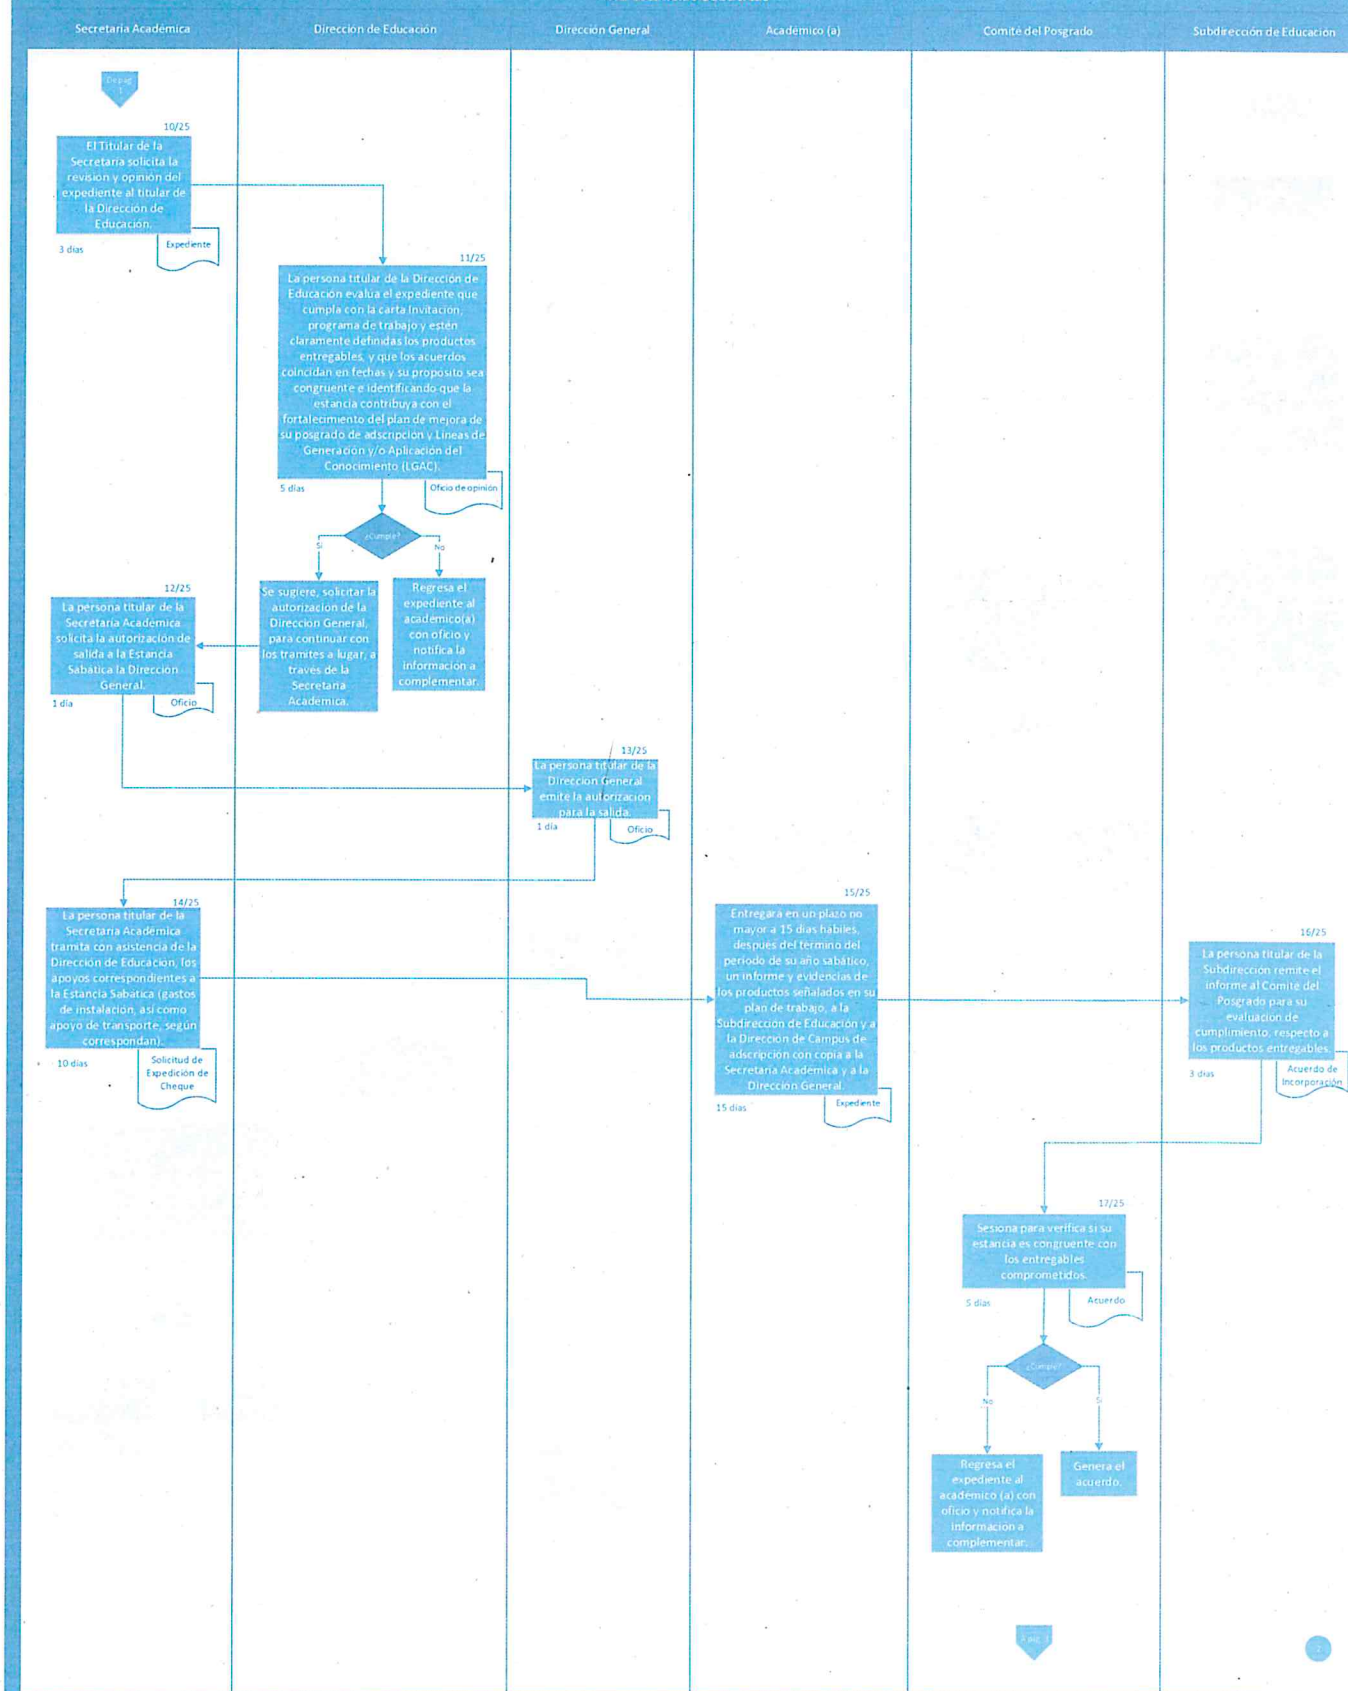 Secretaría Académica
Dirección de Educación
Dirección General
Académico (a)
Comité del Posgrado
Subdirección de Educación
De pag
1
10/25
El Titular de la
Secretaría solicita la
revisión y opinión del
expediente al titular de
la Dirección de
Educación.
Expediente
3 días
11/25
La persona titular de la Dirección de
Educación evalúa el expediente que
cumpla con la carta Invitación,
programa de trabajo y estén
claramente definidas los productos
entregables, y que los acuerdos
coincidan en fechas y su propósito sea
congruente e identificando que la
estancia contribuya con el
fortalecimiento del plan de mejora de
su posgrado de adscripción y Líneas de
Generación y/o Aplicación del
Conocimiento (LGAC).
5 días
Oficio de opinión
¿Cumple?
Si
No
Se sugiere, solicitar la
autorización de la
Dirección General,
para continuar con
los tramites a lugar, a
través de la
Secretaría
Académica.
Regresa el
expediente al
académico(a)
con oficio y
notifica la
información a
complementar.
12/25
La persona titular de la
Secretaría Académica
solicita la autorización de
salida a la Estancia
Sabática la Dirección
General.
1 día
Oficio
13/25
La persona titular de la
Dirección General
emite la autorización
para la salida.
1 día
Oficio
14/25
La persona titular de la
Secretaría Académica
tramita con asistencia de la
Dirección de Educación, los
apoyos correspondientes a
la Estancia Sabática (gastos
de instalación, así como
apoyo de transporte, según
correspondan).
10 días
Solicitud de
Expedición de
Cheque
15/25
Entregará en un plazo no
mayor a 15 días hábiles,
después del término del
período de su año sabático,
un informe y evidencias de
los productos señalados en su
plan de trabajo, a la
Subdirección de Educación y a
la Dirección de Campus de
adscripción con copia a la
Secretaría Académica y a la
Dirección General.
15 días
Expediente
16/25
La persona titular de la
Subdirección remite el
informe al Comité del
Posgrado para su
evaluación de
cumplimiento, respecto a
los productos entregables.
3 días
Acuerdo de
Incorporación
17/25
Sesiona para verifica si su
estancia es congruente con
los entregables
comprometidos.
5 días
Acuerdo
¿Cumple?
No
Si
Regresa el
expediente al
académico (a) con
oficio y notifica la
información a
complementar.
Genera el
acuerdo.
A pag. 3
2